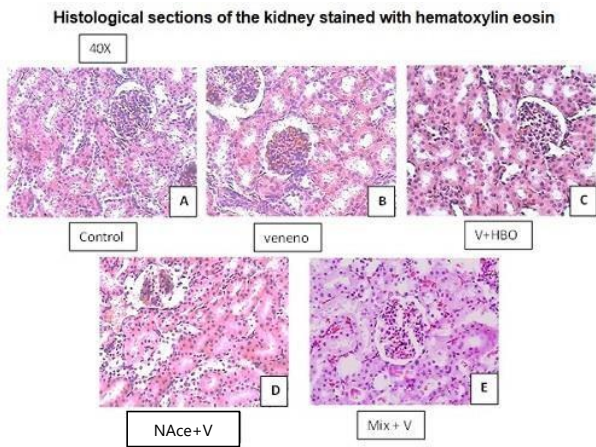 Histological sections of the kidney stained with hematoxylin eosin
40X
A
B
C
Control
veneno
V+HBO
D
E
NAce+V
Mix + V